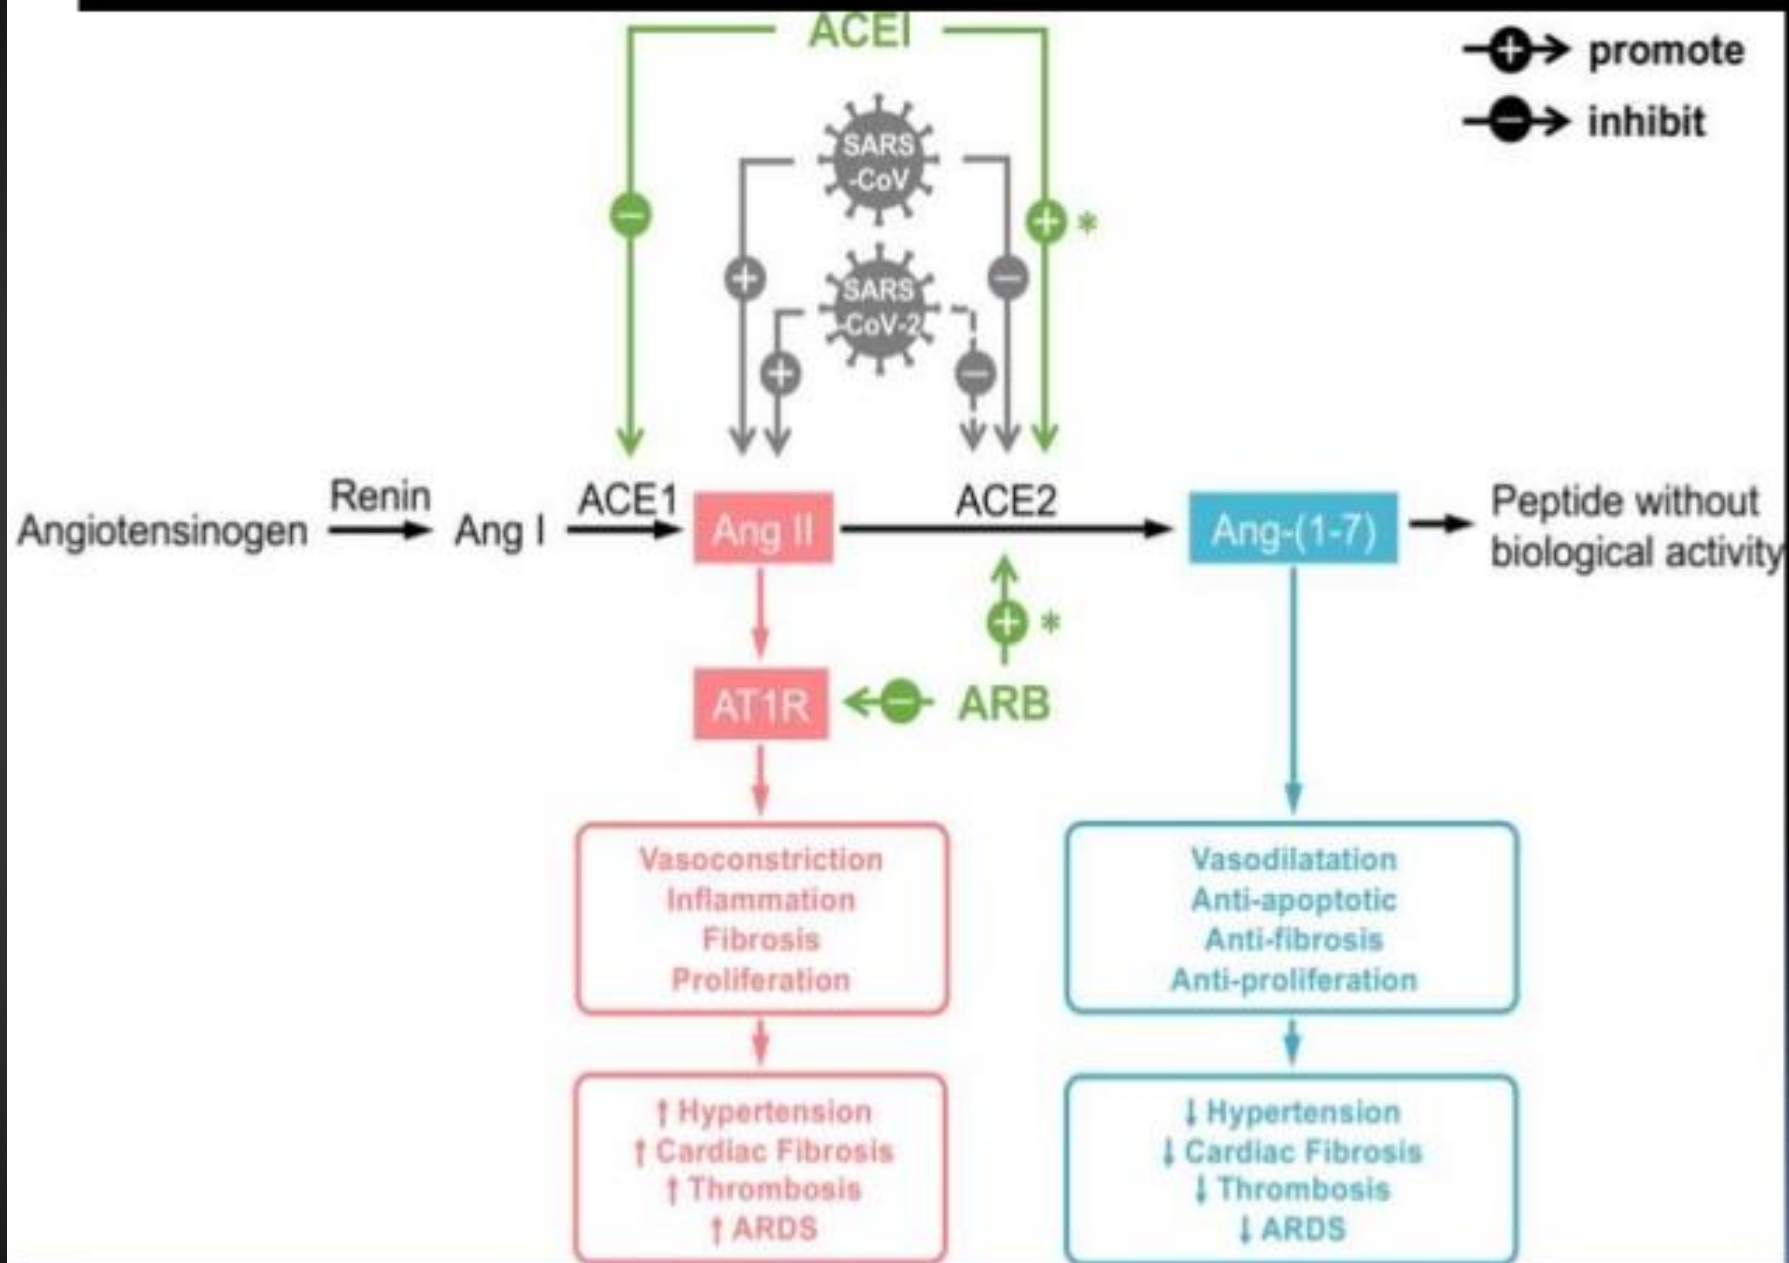 ACEI
promote
inhibit
SARS
-CoV
*
SARS
-CoV-2
Angiotensinogen
Renin
Ang I
ACE1
Ang II
ACE2
Ang-(1-7)
Peptide without
biological activity
*
AT1R
ARB
Vasoconstriction
Inflammation
Fibrosis
Proliferation
Vasodilatation
Anti-apoptotic
Anti-fibrosis
Anti-proliferation
↑ Hypertension
↑ Cardiac Fibrosis
↑ Thrombosis
↑ ARDS
↓ Hypertension
↓ Cardiac Fibrosis
↓ Thrombosis
↓ ARDS